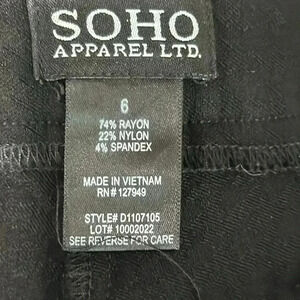 SOHO
APPAREL LTD.
6
74% RAYON
22% NYLON
4% SPANDEX
MADE IN VIETNAM
RN# 127949
STYLE# D1107105
LOT# 10002022
SEE REVERSE FOR CARE